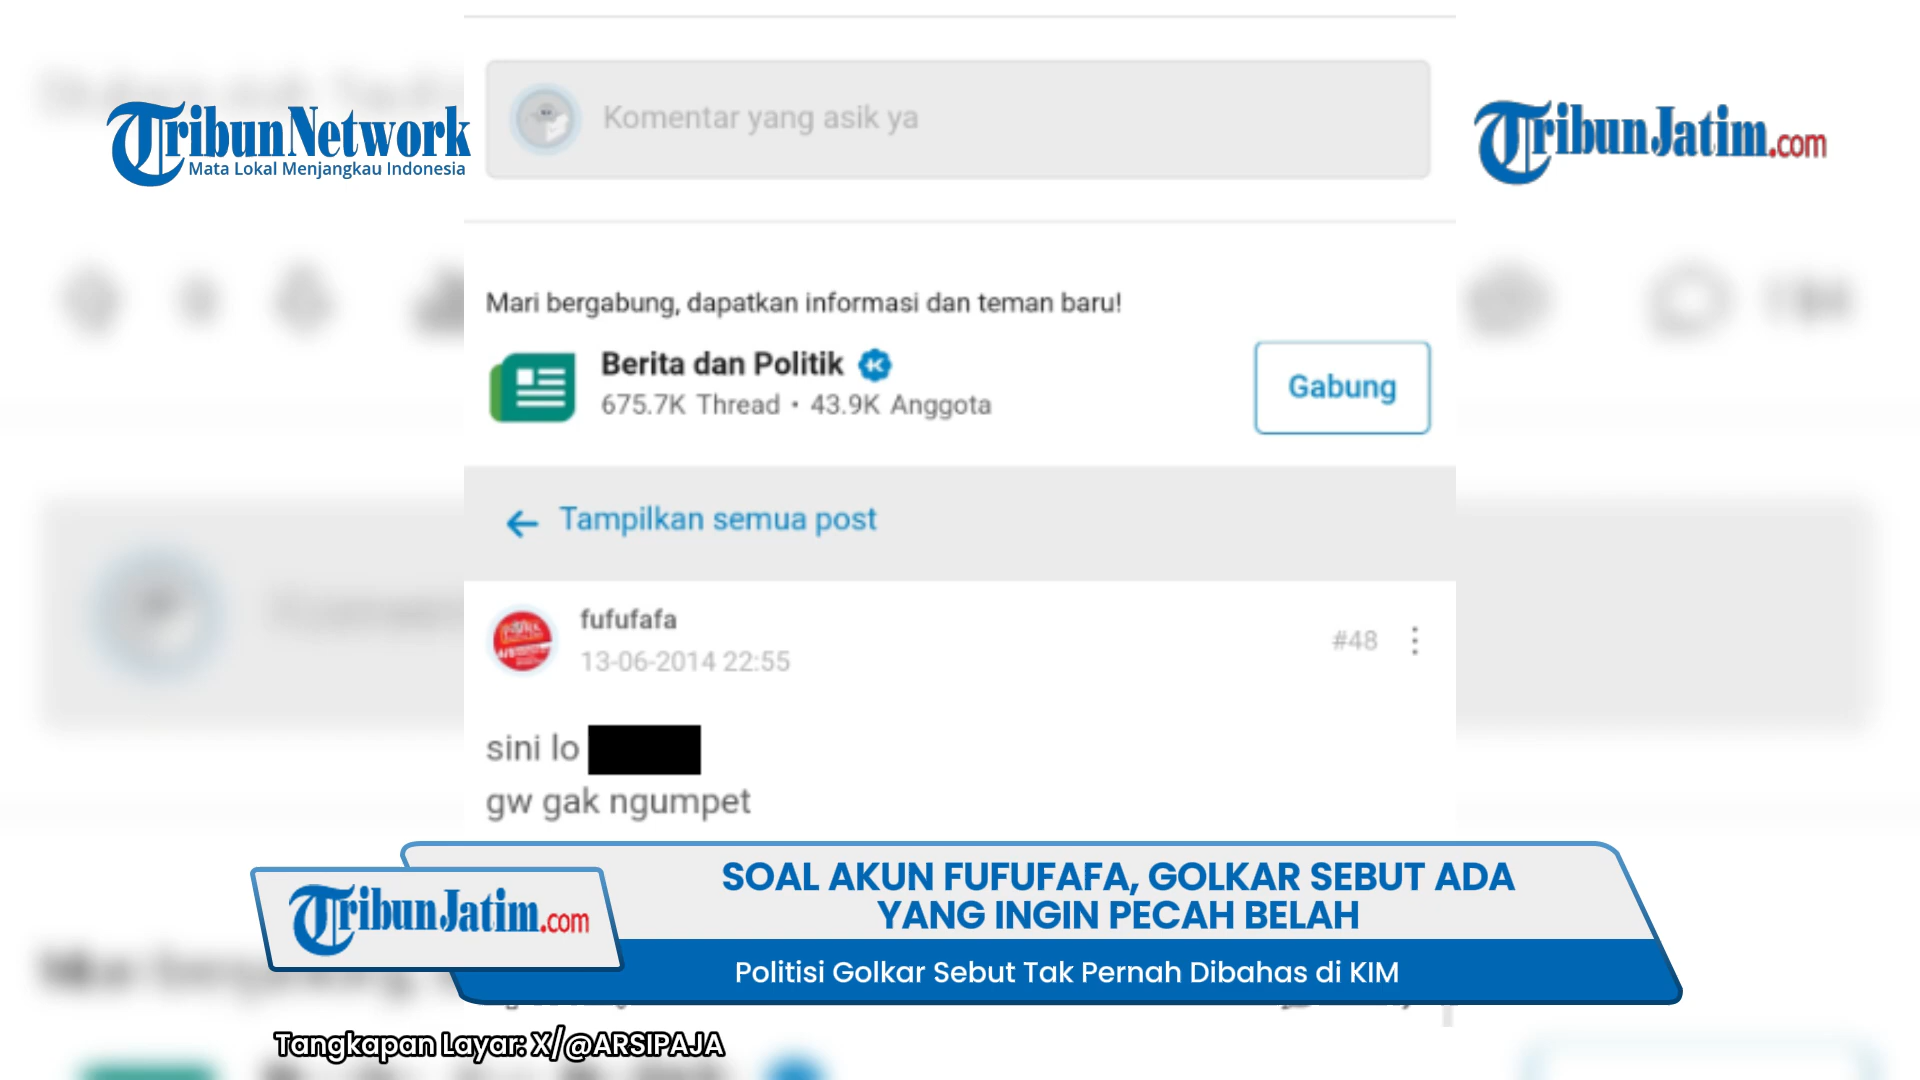 TribunNetwork
Mata Lokal Menjangkau Indonesia
TribunJatim.com
Komentar yang asik ya
Mari bergabung, dapatkan informasi dan teman baru!
Berita dan Politik
675.7K Thread • 43.9K Anggota
Gabung
Tampilkan semua post
fufufafa
13-06-2014 22:55
#48
sini lo
gw gak ngumpet
TribunJatim.com
SOAL AKUN FUFUFAFA, GOLKAR SEBUT ADA
YANG INGIN PECAH BELAH
Politisi Golkar Sebut Tak Pernah Dibahas di KIM
Tangkapan Layar: X/@ARSIPAJA